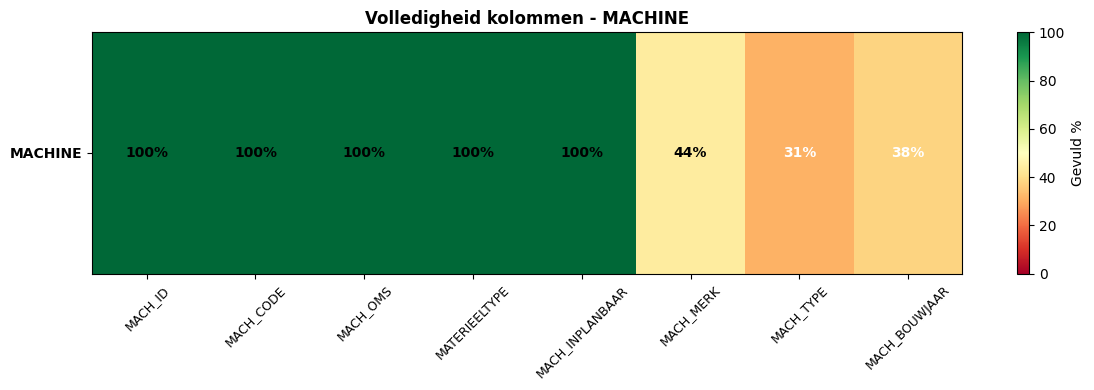 Volledigheid kolommen - MACHINE
MACHINE
100% 100% 100% 100% 100% 44% 31% 38%
MACH_ID
MACH_CODE
MACH_OMS
MATERIEELTYPE
MACH_INPLANBAAR
MACH_MERK
MACH_TYPE
MACH_BOUWJAAR
100
80
60
40
20
0
Gevuld %